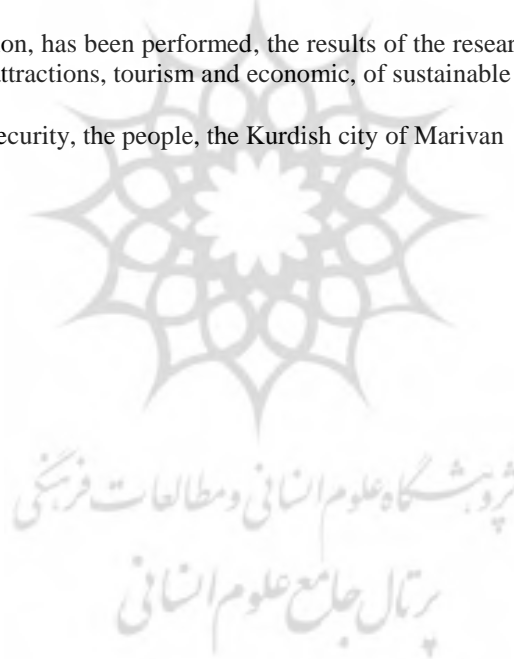 on, has been performed, the results of the resear
attractions, tourism and economic, of sustainable
ecurity, the people, the Kurdish city of Marivan
پژوهشگاه علوم انسانی و مطالعات فرهنگی
پرتال جامع علوم انسانی